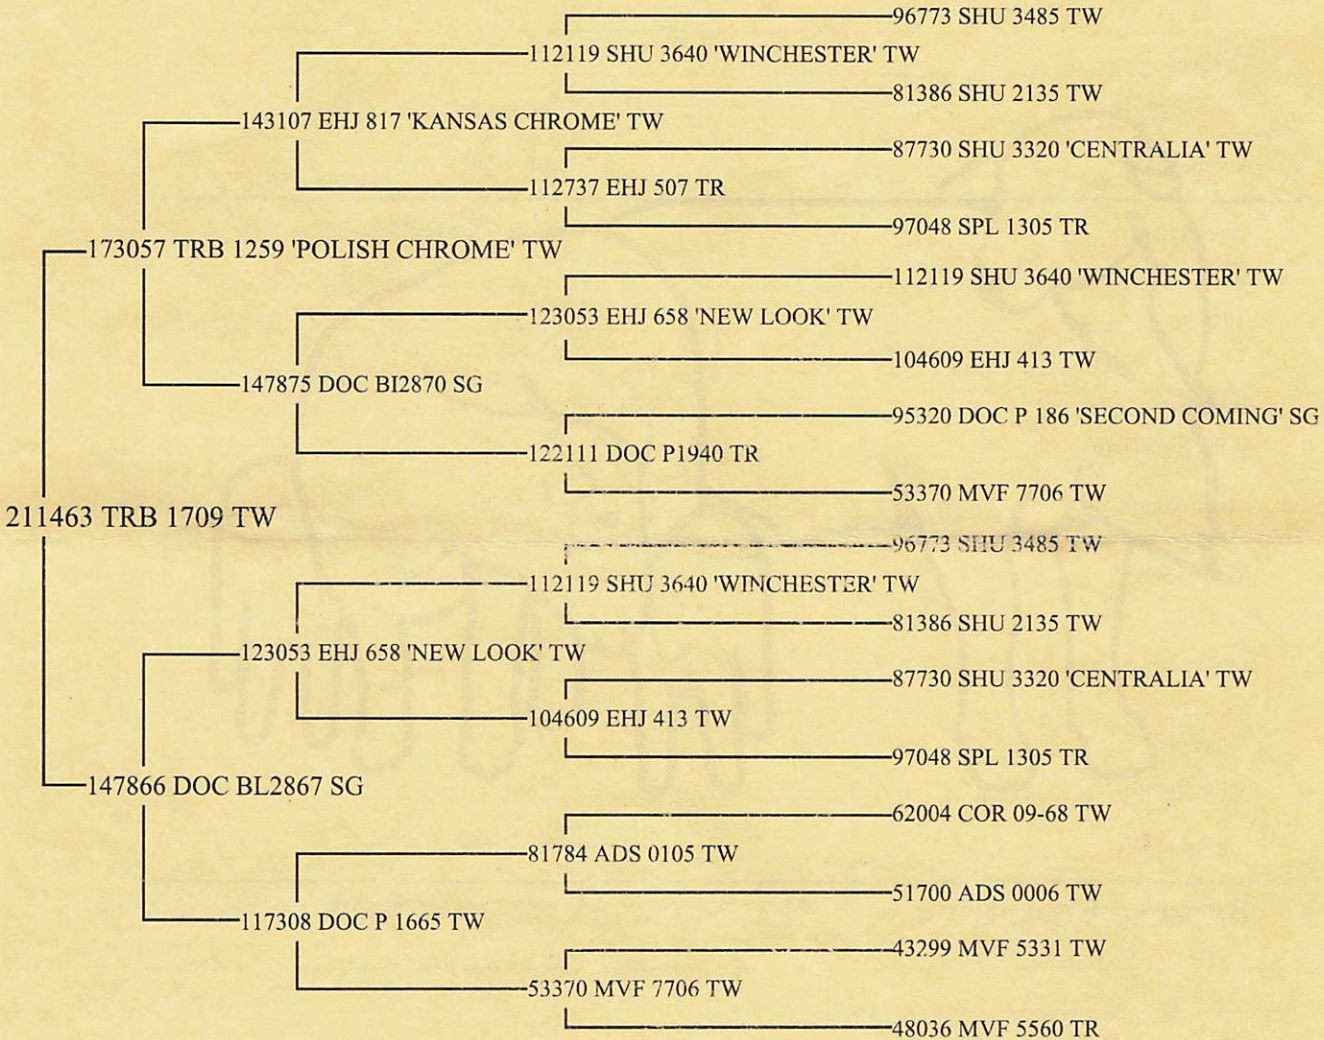 96773 SHU 3485 TW
112119 SHU 3640 'WINCHESTER' TW
81386 SHU 2135 TW
143107 EHJ 817 'KANSAS CHROME' TW
87730 SHU 3320 'CENTRALIA' TW
112737 EHJ 507 TR
97048 SPL 1305 TR
173057 TRB 1259 'POLISH CHROME' TW
112119 SHU 3640 'WINCHESTER' TW
123053 EHJ 658 'NEW LOOK' TW
104609 EHJ 413 TW
147875 DOC BI2870 SG
95320 DOC P 186 'SECOND COMING' SG
122111 DOC P1940 TR
53370 MVF 7706 TW
211463 TRB 1709 TW
96773 SHU 3485 TW
112119 SHU 3640 'WINCHESTER' TW
81386 SHU 2135 TW
123053 EHJ 658 'NEW LOOK' TW
87730 SHU 3320 'CENTRALIA' TW
104609 EHJ 413 TW
97048 SPL 1305 TR
147866 DOC BL2867 SG
62004 COR 09-68 TW
81784 ADS 0105 TW
51700 ADS 0006 TW
117308 DOC P 1665 TW
43299 MVF 5331 TW
53370 MVF 7706 TW
48036 MVF 5560 TR